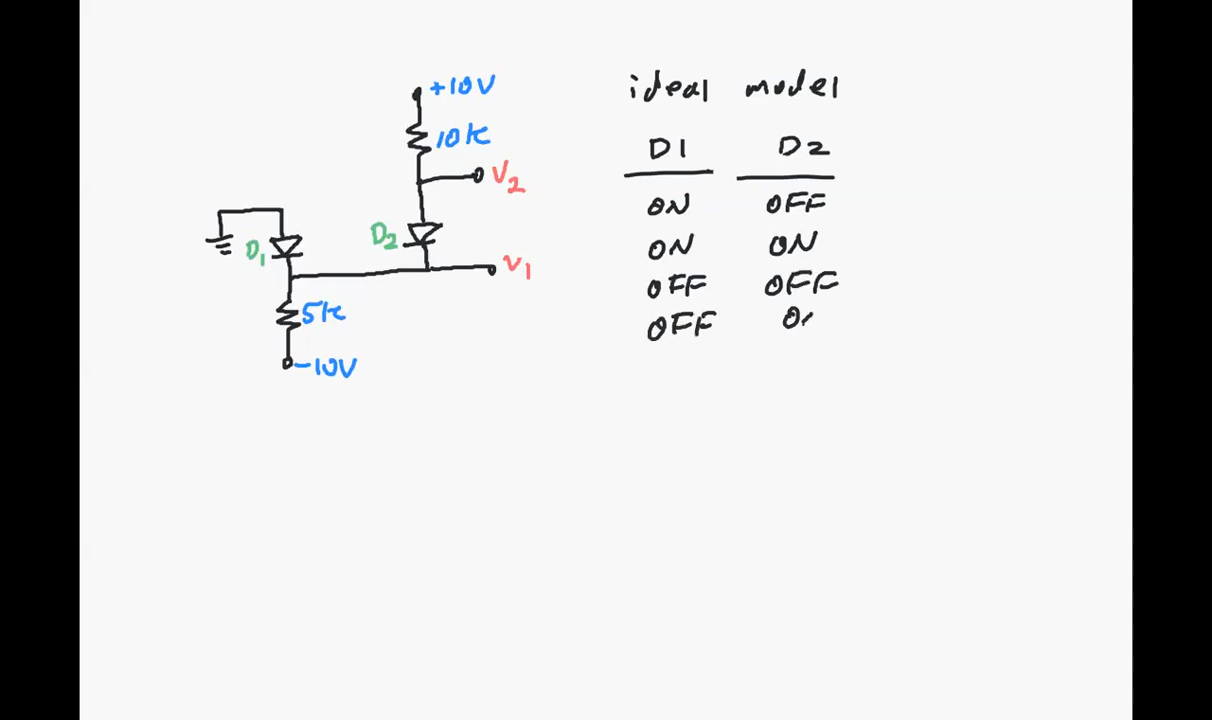 +10V
10k
V2
D2
D1
V1
5k
-10V
ideal model
D1 D2
ON OFF
ON ON
OFF OFF
OFF